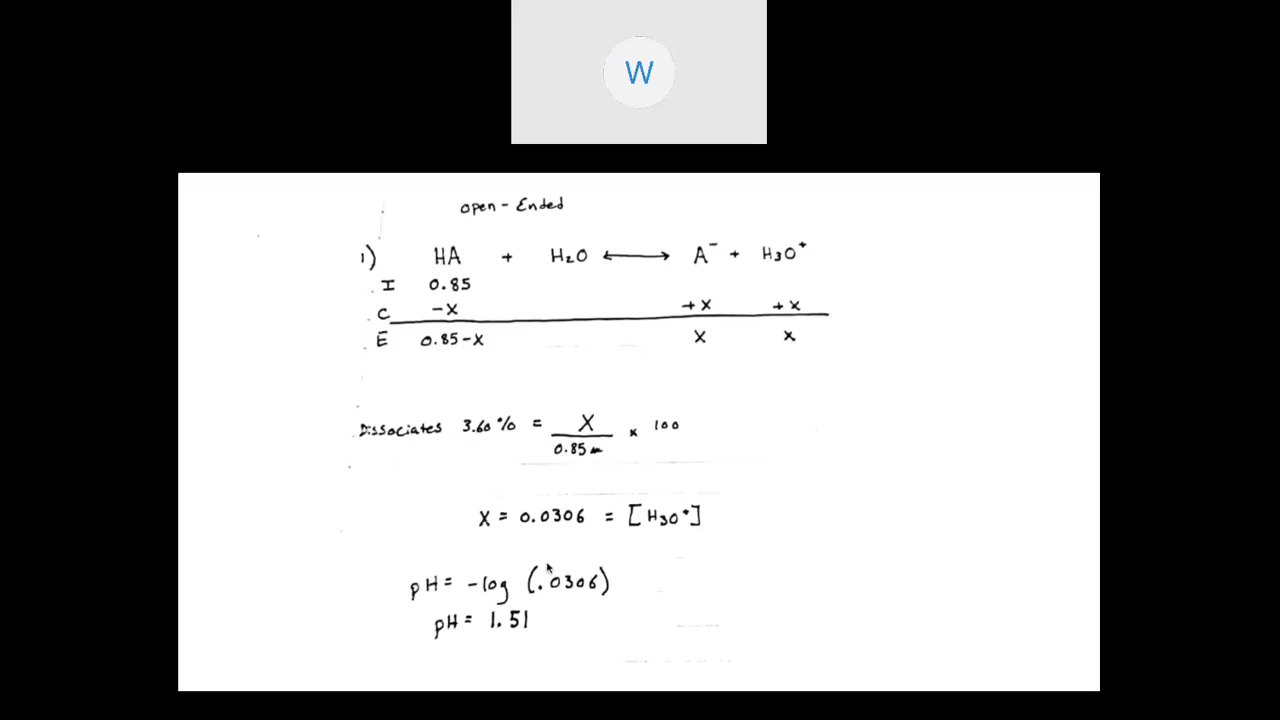 W
Open - Ended
1) HA + H₂O ⟷ A⁻ + H₃O⁺
I 0.85
C -X +X +X
E 0.85-X X X
Dissociates 3.60% = X / 0.85 × 100
X = 0.0306 = [H₃O⁺]
pH = -log (.0306)
pH = 1.51